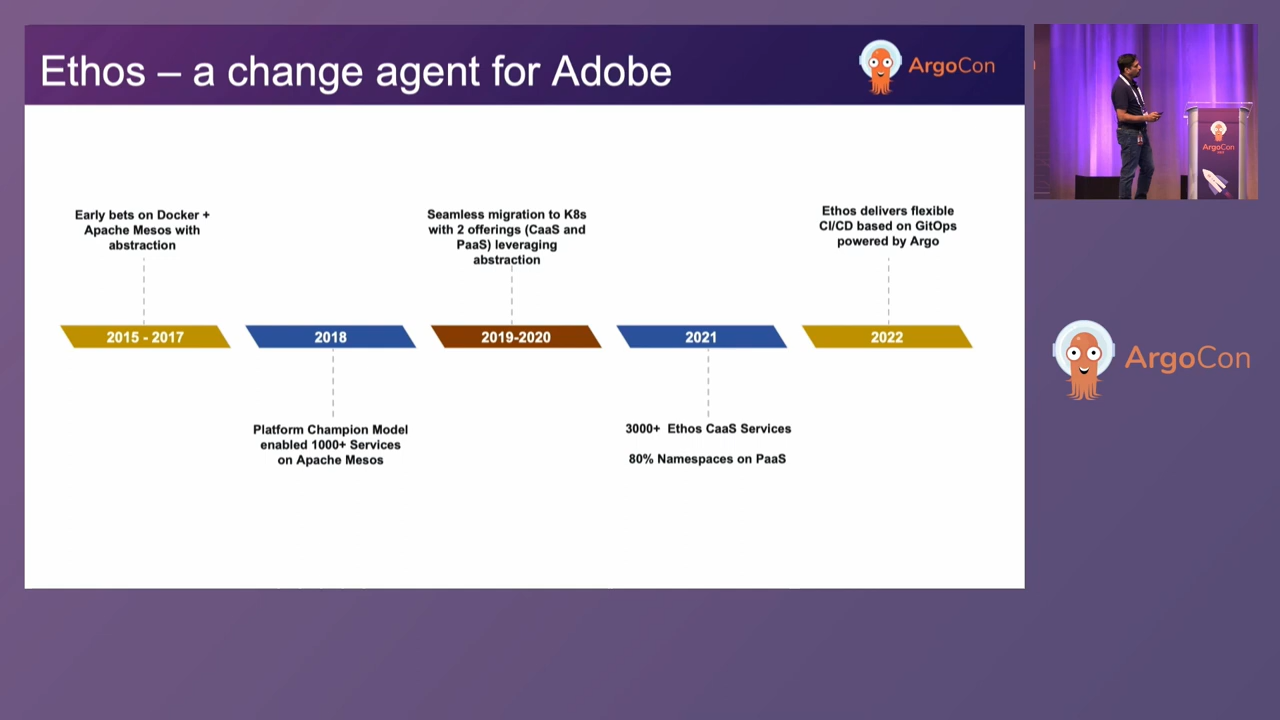 Ethos – a change agent for Adobe
ArgoCon
Early bets on Docker +
Apache Mesos with
abstraction
Seamless migration to K8s
with 2 offerings (CaaS and
PaaS) leveraging
abstraction
Ethos delivers flexible
CI/CD based on GitOps
powered by Argo
2015 - 2017
2018
2019-2020
2021
2022
Platform Champion Model
enabled 1000+ Services
on Apache Mesos
3000+ Ethos CaaS Services
80% Namespaces on PaaS
ArgoCon
ArgoCon